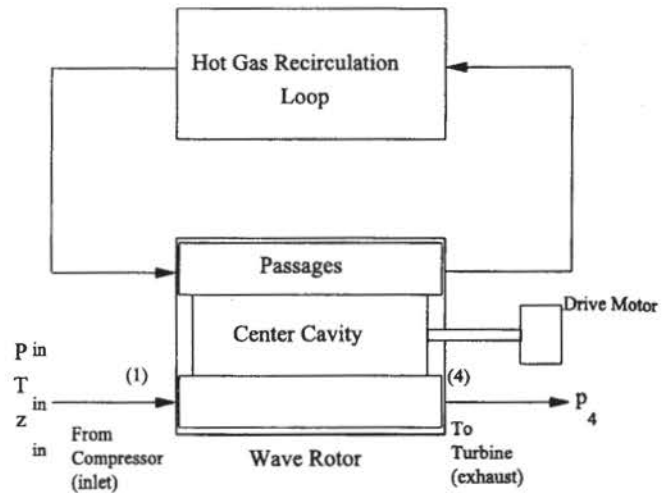 Hot Gas Recirculation
Loop
Passages
Drive Motor
Center Cavity
P in
(1)
(4)
T in
P 4
z in
From
Compressor
(inlet)
To
Turbine
(exhaust)
Wave Rotor